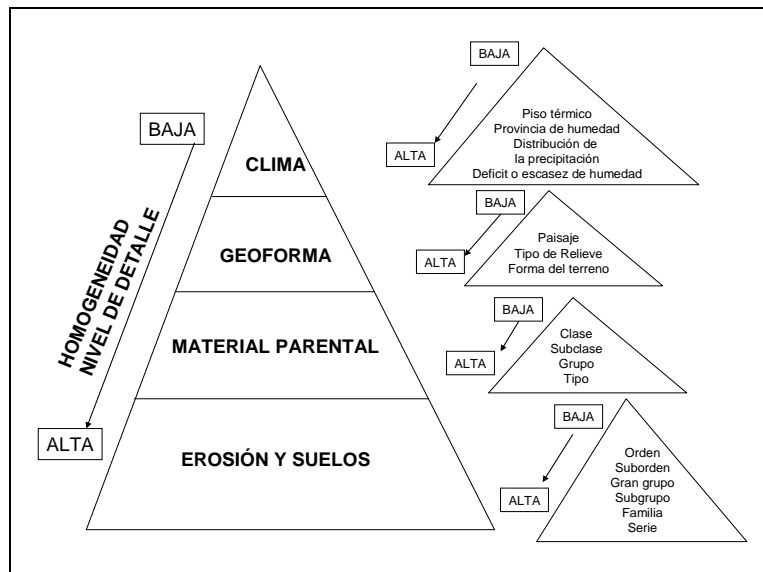 BAJA
HOMOGENEIDAD
NIVEL DE DETALLE
ALTA
CLIMA
GEOFORMA
MATERIAL PARENTAL
EROSIÓN Y SUELOS
BAJA
ALTA
Piso térmico
Provincia de humedad
Distribución de
la precipitación
Deficit o escasez de humedad
BAJA
ALTA
Paisaje
Tipo de Relieve
Forma del terreno
BAJA
ALTA
Clase
Subclase
Grupo
Tipo
BAJA
ALTA
Orden
Suborden
Gran grupo
Subgrupo
Familia
Serie